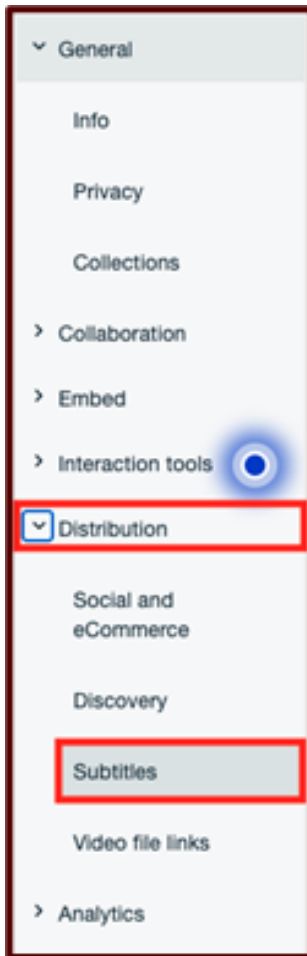 General
Info
Privacy
Collections
Collaboration
Embed
Interaction tools
Distribution
Social and
eCommerce
Discovery
Subtitles
Video file links
Analytics